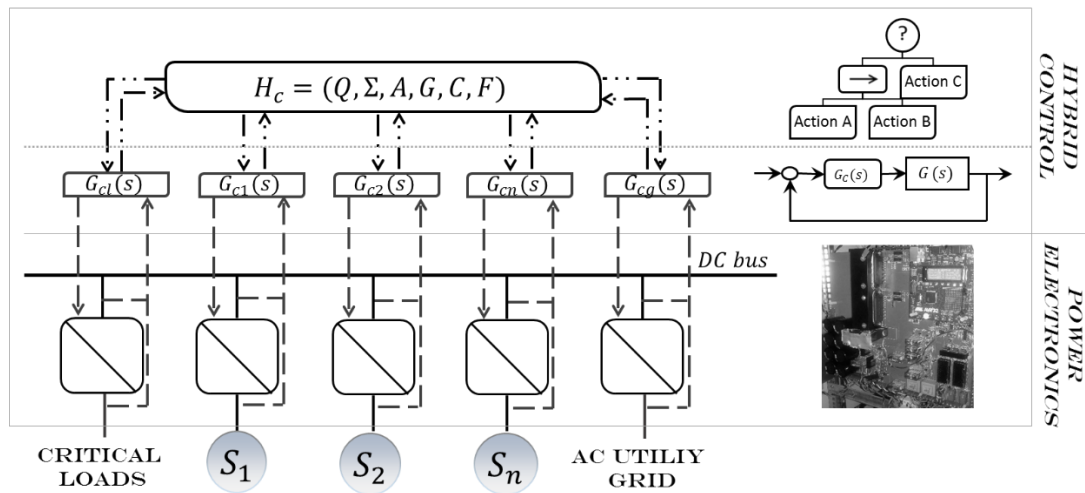 H_c = (Q, Σ, A, G, C, F)
?
→
Action C
Action A
Action B
HYBRID
CONTROL
G_cl(s)
G_c1(s)
G_c2(s)
G_cn(s)
G_cg(s)
G_C(s)
G(s)
DC bus
POWER
ELECTRONICS
CRITICAL
LOADS
S_1
S_2
S_n
AC UTILIY
GRID